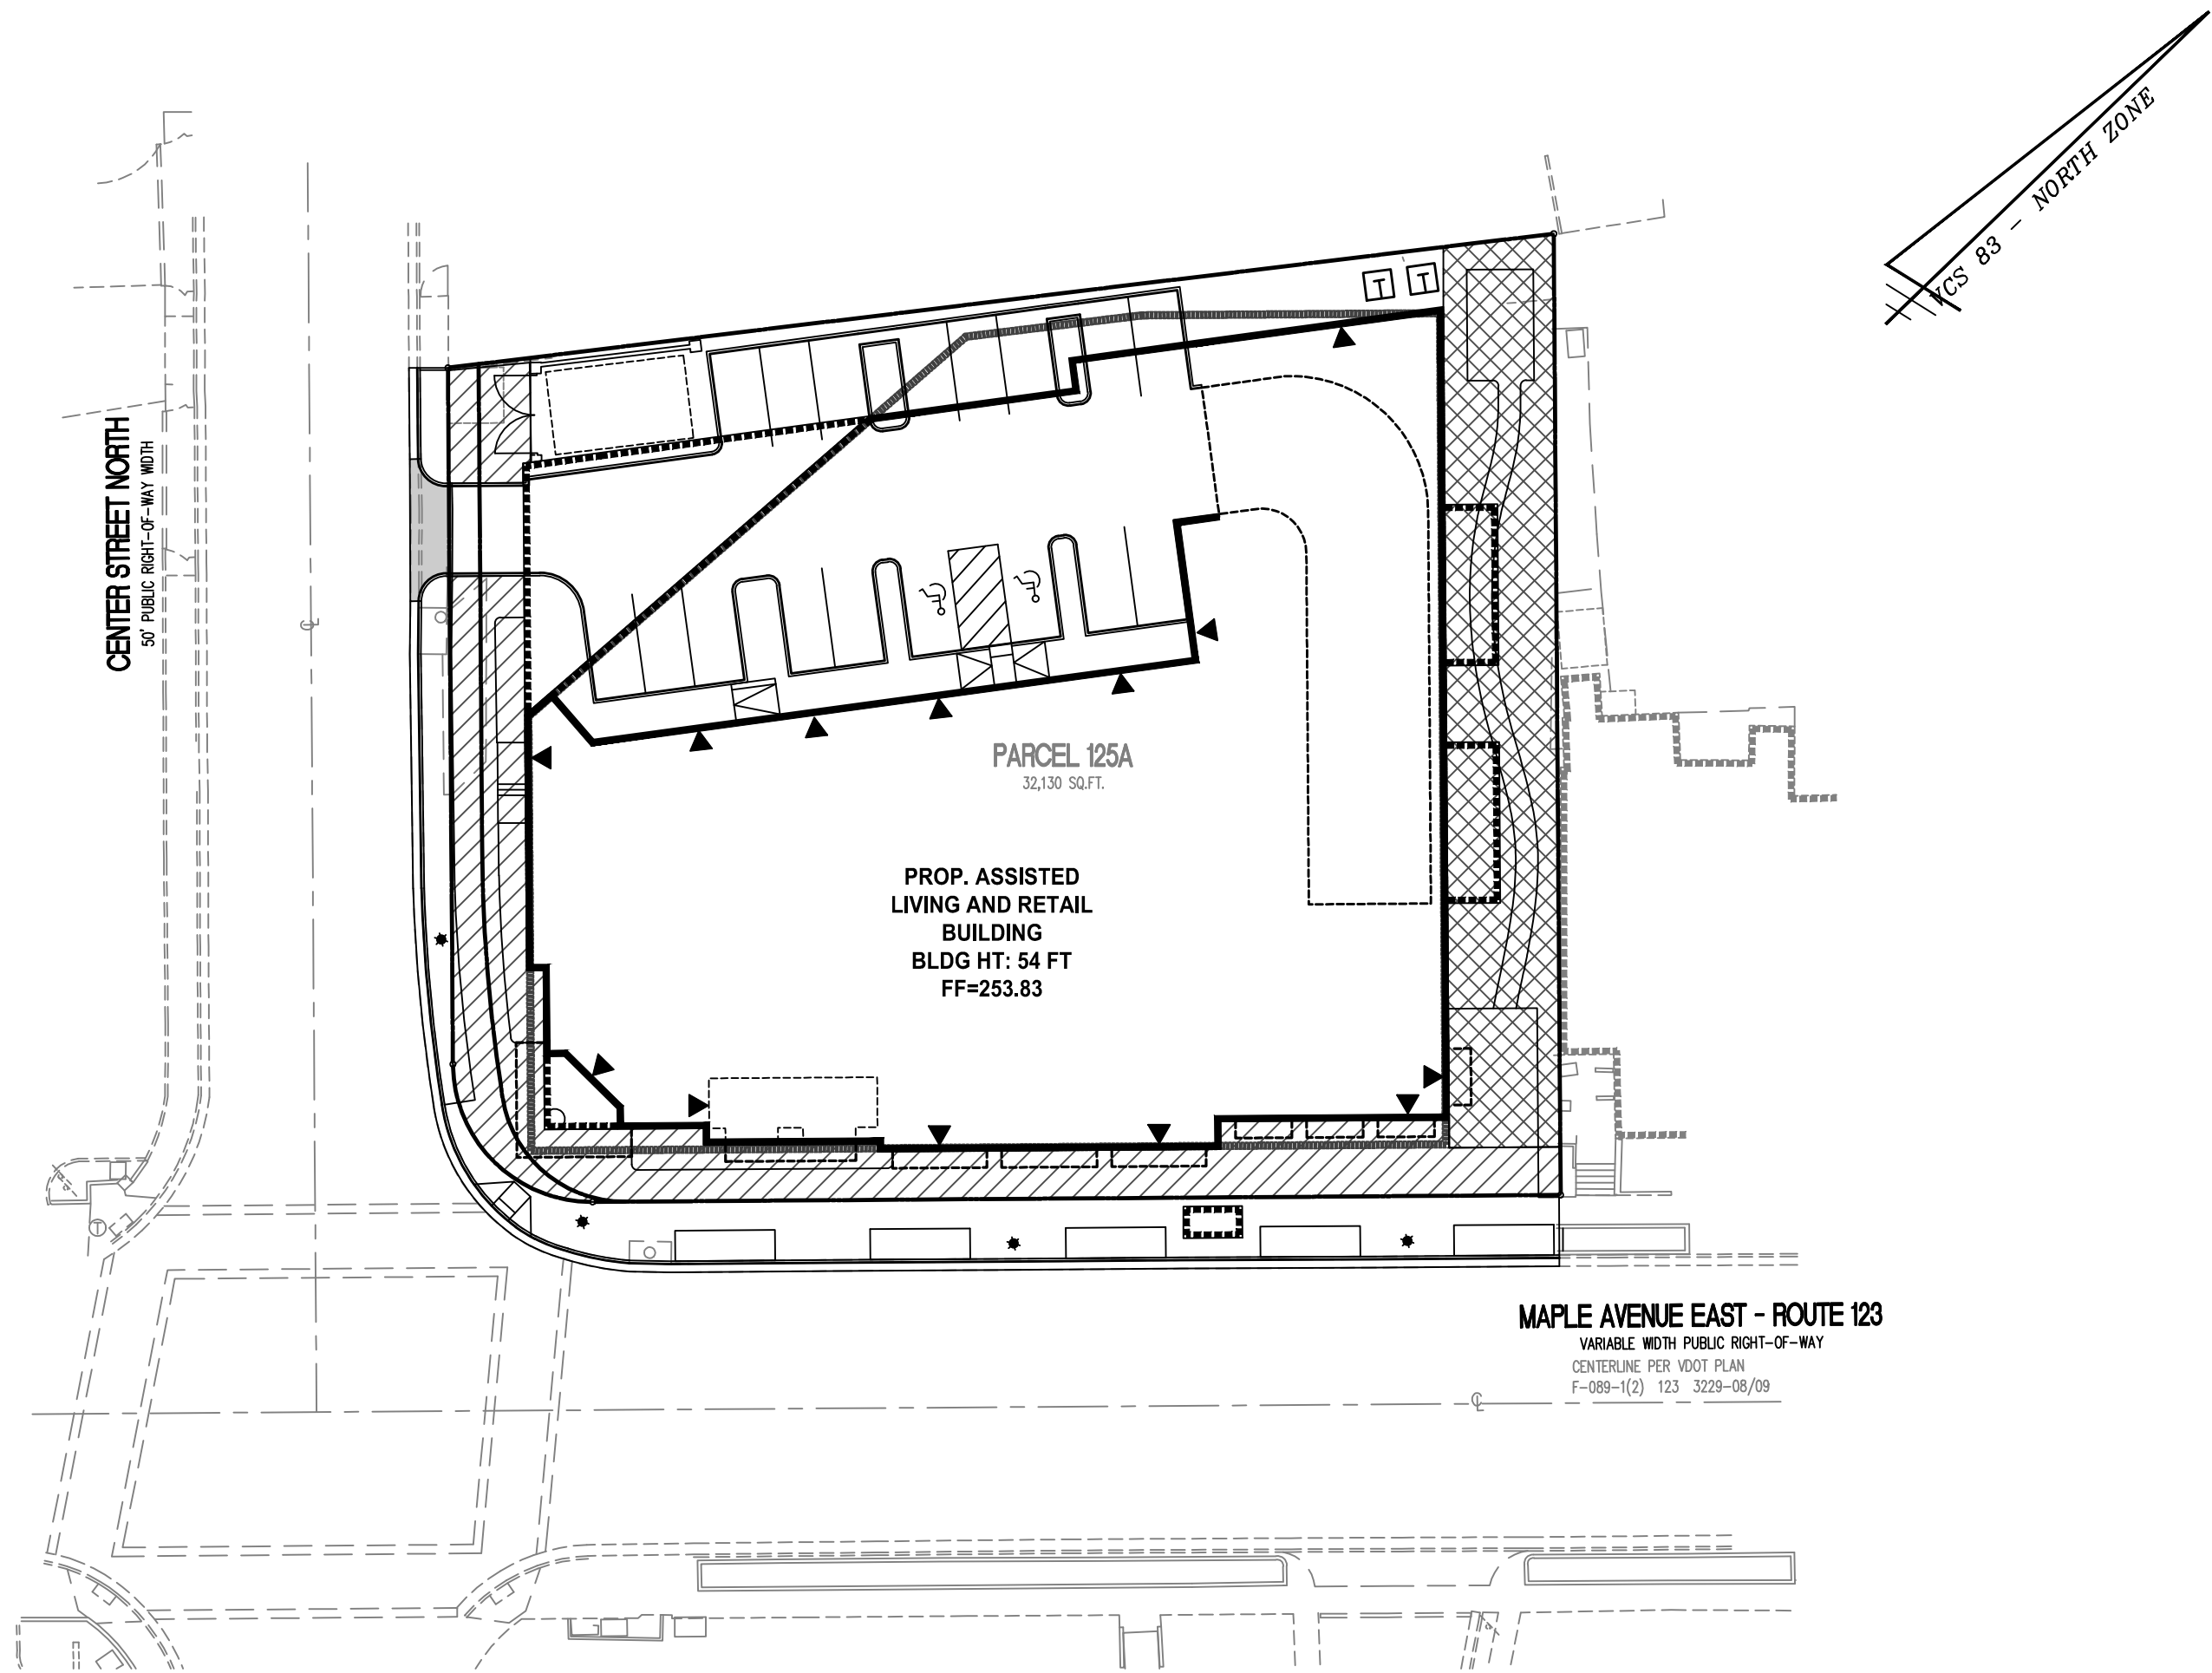 VCS 83 - NORTH ZONE
T
T
CENTER STREET NORTH
50' PUBLIC RIGHT-OF-WAY WIDTH
PARCEL 125A
32,130 SQ.FT.
PROP. ASSISTED
LIVING AND RETAIL
BUILDING
BLDG HT: 54 FT
FF=253.83
T
MAPLE AVENUE EAST - ROUTE 123
VARIABLE WIDTH PUBLIC RIGHT-OF-WAY
CENTERLINE PER VDOT PLAN
F-089-1(2) 123 3229-08/09